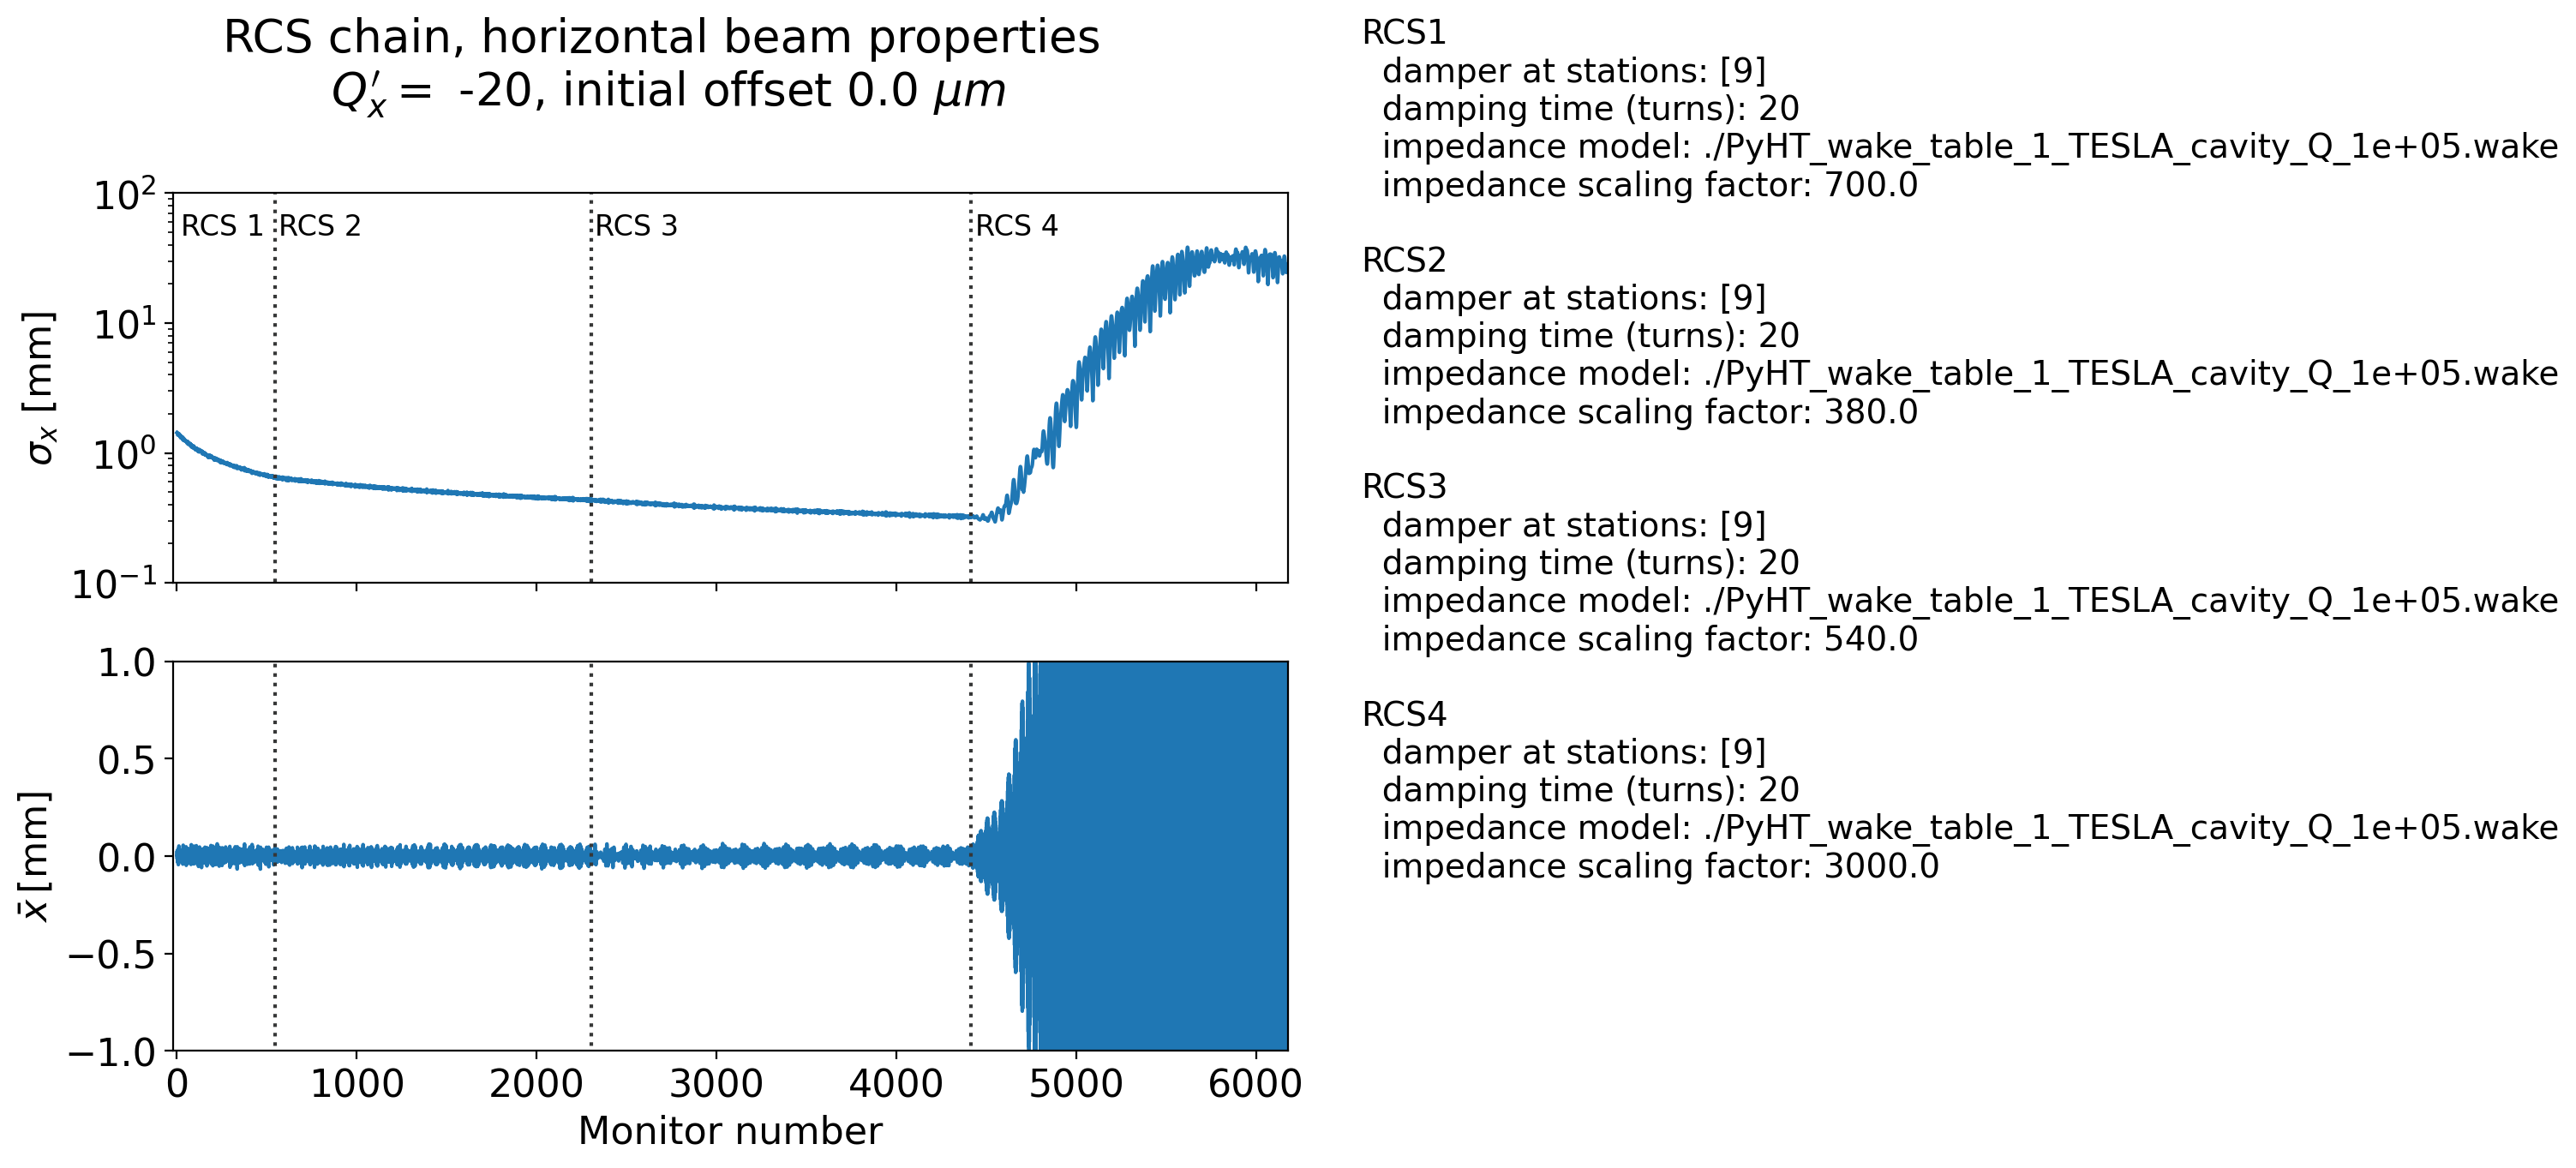 RCS chain, horizontal beam properties
Q′x = -20, initial offset 0.0 μm
10²
10¹
10⁰
10⁻¹
σx [mm]
RCS 1
RCS 2
RCS 3
RCS 4
1.0
0.5
0.0
−0.5
−1.0
x̄ [mm]
0 1000 2000 3000 4000 5000 6000
Monitor number
RCS1
damper at stations: [9]
damping time (turns): 20
impedance model: ./PyHT_wake_table_1_TESLA_cavity_Q_1e+05.wake
impedance scaling factor: 700.0
RCS2
damper at stations: [9]
damping time (turns): 20
impedance model: ./PyHT_wake_table_1_TESLA_cavity_Q_1e+05.wake
impedance scaling factor: 380.0
RCS3
damper at stations: [9]
damping time (turns): 20
impedance model: ./PyHT_wake_table_1_TESLA_cavity_Q_1e+05.wake
impedance scaling factor: 540.0
RCS4
damper at stations: [9]
damping time (turns): 20
impedance model: ./PyHT_wake_table_1_TESLA_cavity_Q_1e+05.wake
impedance scaling factor: 3000.0